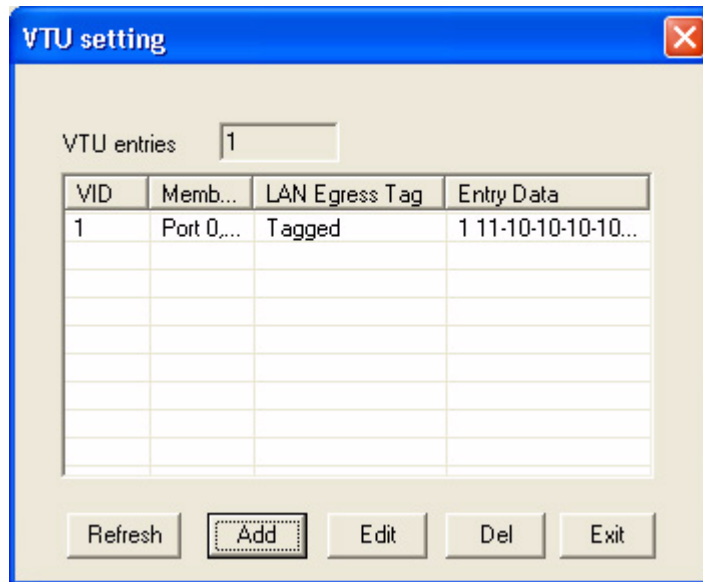 VTU setting
VTU entries 1
VID Memb... LAN Egress Tag Entry Data
1 Port 0,... Tagged 1 11-10-10-10-10...
Refresh Add Edit Del Exit